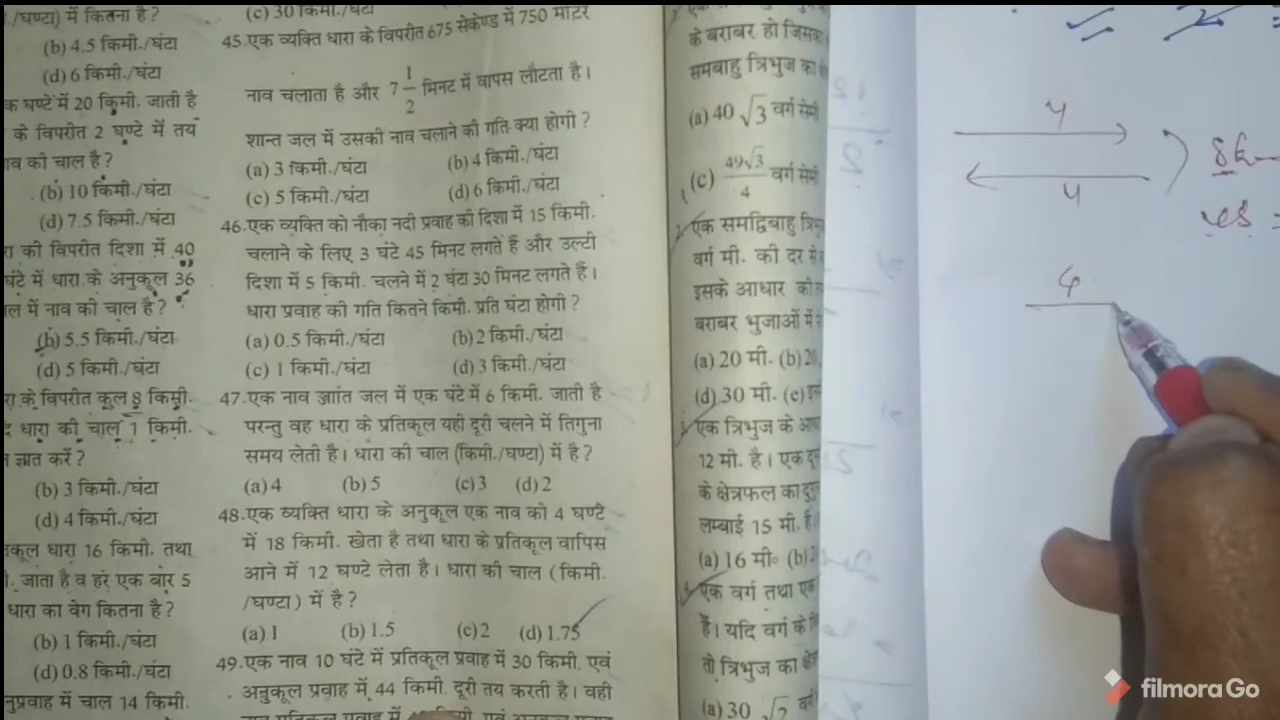 ./घण्टा) में कितना है?
(b) 4.5 किमी./घंटा
(d) 6 किमी./घंटा
क घण्टें में 20 किमी. जाती है
के विपरीत 2 घण्टे में तय
व की चाल है?
(b) 10 किमी./घंटा
(d) 7.5 किमी./घंटा
रा की विपरीत दिशा में 40
घंटे में धारा के अनुकूल 36
ल में नाव की चाल है?
(b) 5.5 किमी./घंटा
(d) 5 किमी./घंटा
रा के विपरीत कुल 8 किमी.
धारा की चाल 1 किमी.
ज्ञात करें?
(b) 3 किमी./घंटा
(d) 4 किमी./घंटा
कूल धारा 16 किमी. तथा
. जाता है व हर एक बार 5
धारा का वेग कितना है?
(b) 1 किमी./घंटा
(d) 0.8 किमी./घंटा
नुप्रवाह में चाल 14 किमी.
(c) 30 किमी./घंटा
45.एक व्यक्ति धारा के विपरीत 675 सेकेण्ड में 750 मीटर
नाव चलाता है और 7 1/2 मिनट में वापस लौटता है।
शान्त जल में उसकी नाव चलाने की गति क्या होगी?
(a) 3 किमी./घंटा (b) 4 किमी./घंटा
(c) 5 किमी./घंटा (d) 6 किमी./घंटा
46.एक व्यक्ति को नौका नदी प्रवाह की दिशा में 15 किमी.
चलाने के लिए 3 घंटे 45 मिनट लगते हैं और उल्टी
दिशा में 5 किमी. चलने में 2 घंटा 30 मिनट लगते हैं।
धारा प्रवाह की गति कितने किमी. प्रति घंटा होगी?
(a) 0.5 किमी./घंटा (b) 2 किमी./घंटा
(c) 1 किमी./घंटा (d) 3 किमी./घंटा
47.एक नाव जल में एक घंटे में 6 किमी. जाती है
परन्तु वह धारा के प्रतिकूल यही दूरी चलने में तिगुना
समय लेती है। धारा की चाल (किमी./घण्टा) में है?
(a) 4 (b) 5 (c) 3 (d) 2
48.एक व्यक्ति धारा के अनुकूल एक नाव को 4 घण्टे
में 18 किमी. खेता है तथा धारा के प्रतिकूल वापिस
आने में 12 घण्टे लेता है। धारा की चाल (किमी.
/घण्टा) में है?
(a) 1 (b) 1.5 (c) 2 (d) 1.75
49.एक नाव 10 घंटे में प्रतिकूल प्रवाह में 30 किमी. एवं
अनुकूल प्रवाह में 44 किमी. दूरी तय करती है। वही
के बराबर हो जिसका
समबाहु त्रिभुज का
(a) 40 √3 वर्ग सेमी
(c) 49√3/4 वर्ग सेमी
एक समद्विबाहु
वर्ग मी. की दर से
इसके आधार को
बराबर भुजाओं में
(a) 20 मी. (b) 20
(d) 30 मी. (c)
एक त्रिभुज के
12 मी. है। एक
के क्षेत्रफल का
लम्बाई 15 मी.
(a) 16 मी॰ (b)
एक वर्ग तथा एक
हैं। यदि वर्ग के
तो त्रिभुज का
(a) 30
4
4
filmora Go